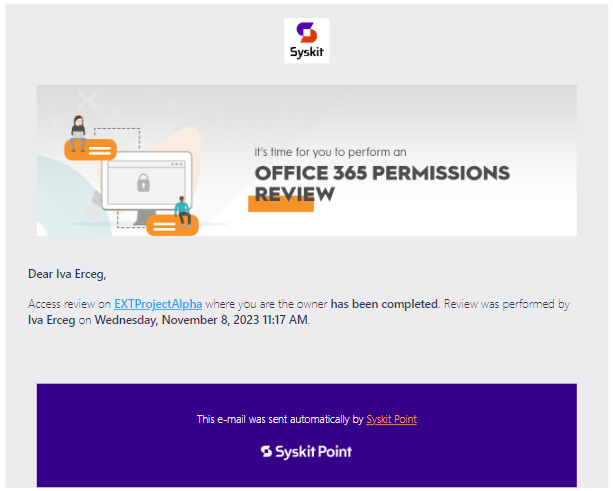 Syskit
It's time for you to perform an
OFFICE 365 PERMISSIONS
REVIEW
Dear Iva Erceg,
Access review on EXTProjectAlpha where you are the owner has been completed. Review was performed by
Iva Erceg on Wednesday, November 8, 2023 11:17 AM.
This e-mail was sent automatically by Syskit Point
Syskit Point